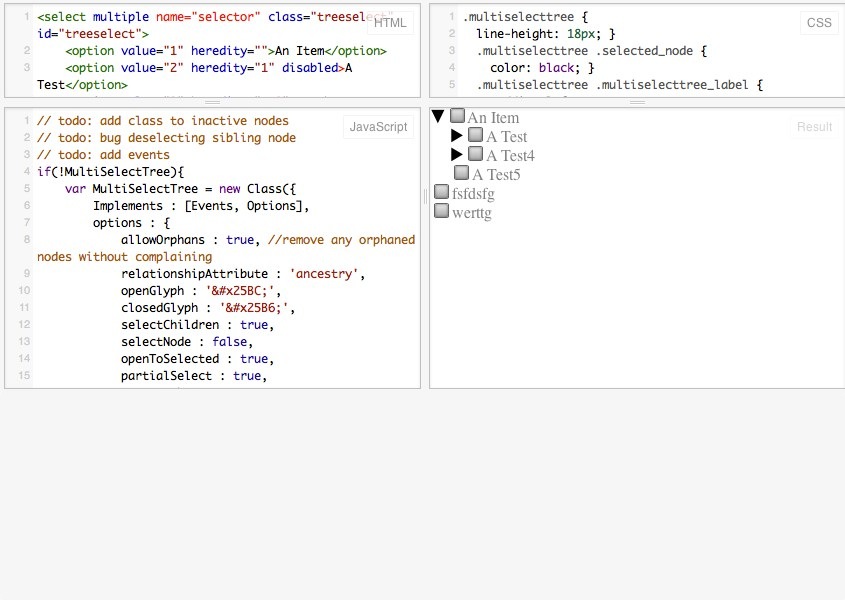 1 <select multiple name="selector" class="treeselect"
HTML
id="treeselect">
2 <option value="1" heredity="">An Item</option>
3 <option value="2" heredity="1" disabled>A
Test</option>
1 .multiselecttree {
CSS
2 line-height: 18px; }
3 .multiselecttree .selected_node {
4 color: black; }
5 .multiselecttree .multiselecttree_label {
1 // todo: add class to inactive nodes
JavaScript
2 // todo: bug deselecting sibling node
3 // todo: add events
4 if(!MultiSelectTree){
5 var MultiSelectTree = new Class({
6 Implements : [Events, Options],
7 options : {
8 allowOrphans : true, //remove any orphaned
nodes without complaining
9 relationshipAttribute : 'ancestry',
10 openGlyph : '&#x25BC;',
11 closedGlyph : '&#x25B6;',
12 selectChildren : true,
13 selectNode : false,
14 openToSelected : true,
15 partialSelect : true,
▼ An Item
Result
▶ A Test
▶ A Test4
A Test5
fsfdsfg
werttg